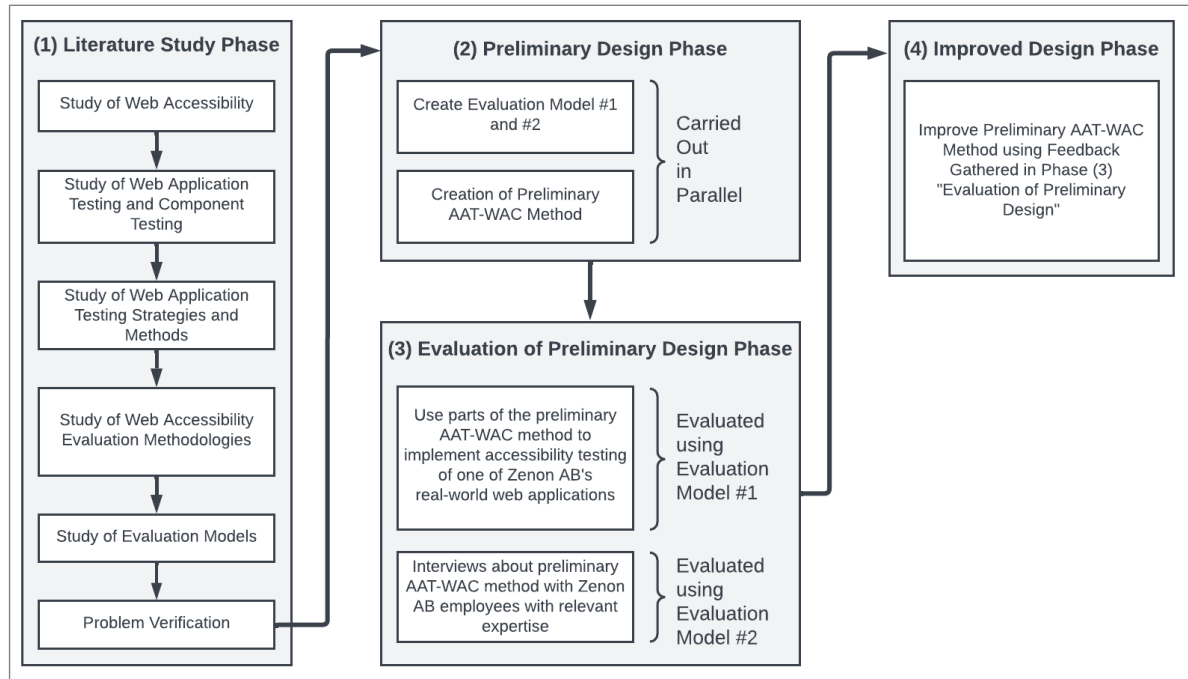 (1) Literature Study Phase
Study of Web Accessibility
Study of Web Application
Testing and Component
Testing
Study of Web Application
Testing Strategies and
Methods
Study of Web Accessibility
Evaluation Methodologies
Study of Evaluation Models
Problem Verification
(2) Preliminary Design Phase
Create Evaluation Model #1
and #2
Creation of Preliminary
AAT-WAC Method
Carried
Out
in
Parallel
(3) Evaluation of Preliminary Design Phase
Use parts of the preliminary
AAT-WAC method to
implement accessibility testing
of one of Zenon AB's
real-world web applications
Evaluated
using
Evaluation
Model #1
Interviews about preliminary
AAT-WAC method with Zenon
AB employees with relevant
expertise
Evaluated
using
Evaluation
Model #2
(4) Improved Design Phase
Improve Preliminary AAT-WAC
Method using Feedback
Gathered in Phase (3)
"Evaluation of Preliminary
Design"